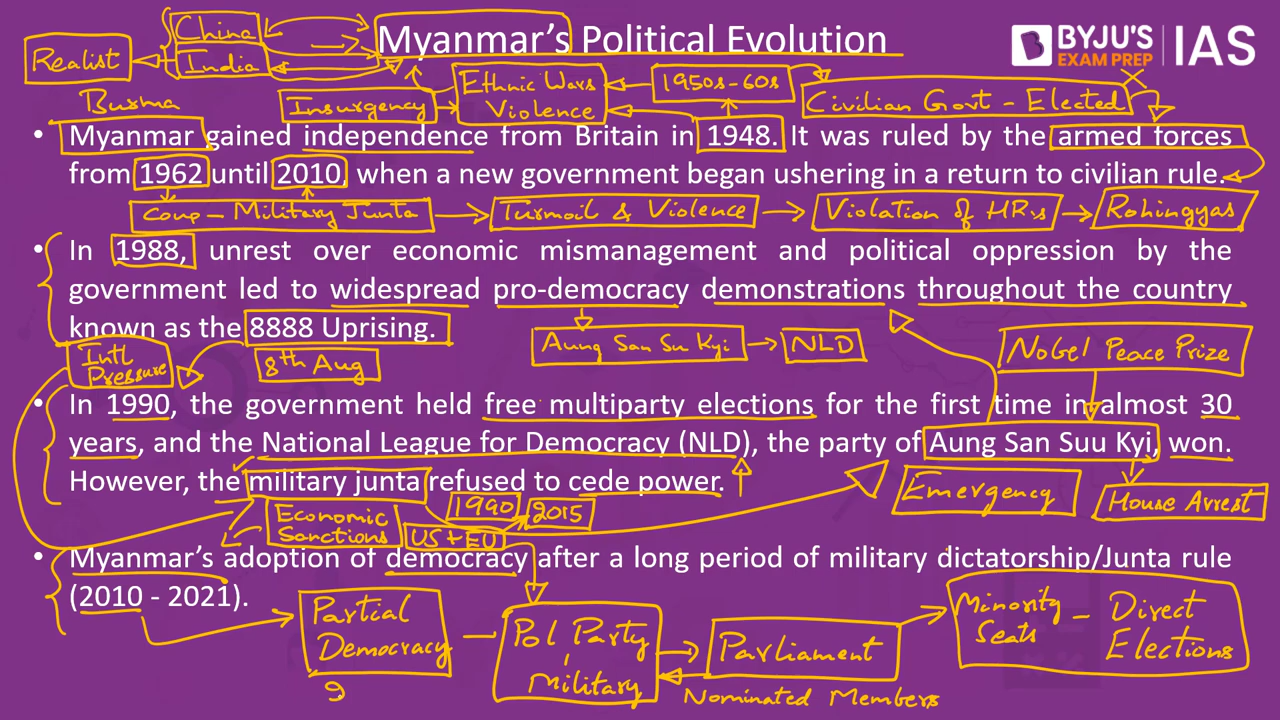 China
Myanmar's Political Evolution
BYJU'S
EXAM PREP
IAS
Realist
India
Ethnic Wars
Violence
1950s-60s
Burma
Insurgency
Civilian Govt - Elected
• Myanmar gained independence from Britain in 1948. It was ruled by the armed forces
from 1962 until 2010, when a new government began ushering in a return to civilian rule.
Coup - Military Junta
Turmoil & Violence
Violation of HRs
Rohingyas
• In 1988, unrest over economic mismanagement and political oppression by the
government led to widespread pro-democracy demonstrations throughout the country
known as the 8888 Uprising.
Aung San Su Kyi
NLD
Nobel Peace Prize
Intl
Pressure
8th Aug
• In 1990, the government held free multiparty elections for the first time in almost 30
years, and the National League for Democracy (NLD), the party of Aung San Suu Kyi, won.
However, the military junta refused to cede power.
Emergency
House Arrest
1990
2015
Economic
Sanctions
US+EU
• Myanmar's adoption of democracy after a long period of military dictatorship/Junta rule
(2010 - 2021).
Partial
Democracy
Pol Party
Military
Parliament
Minority
Seats - Direct
Elections
Nominated Members